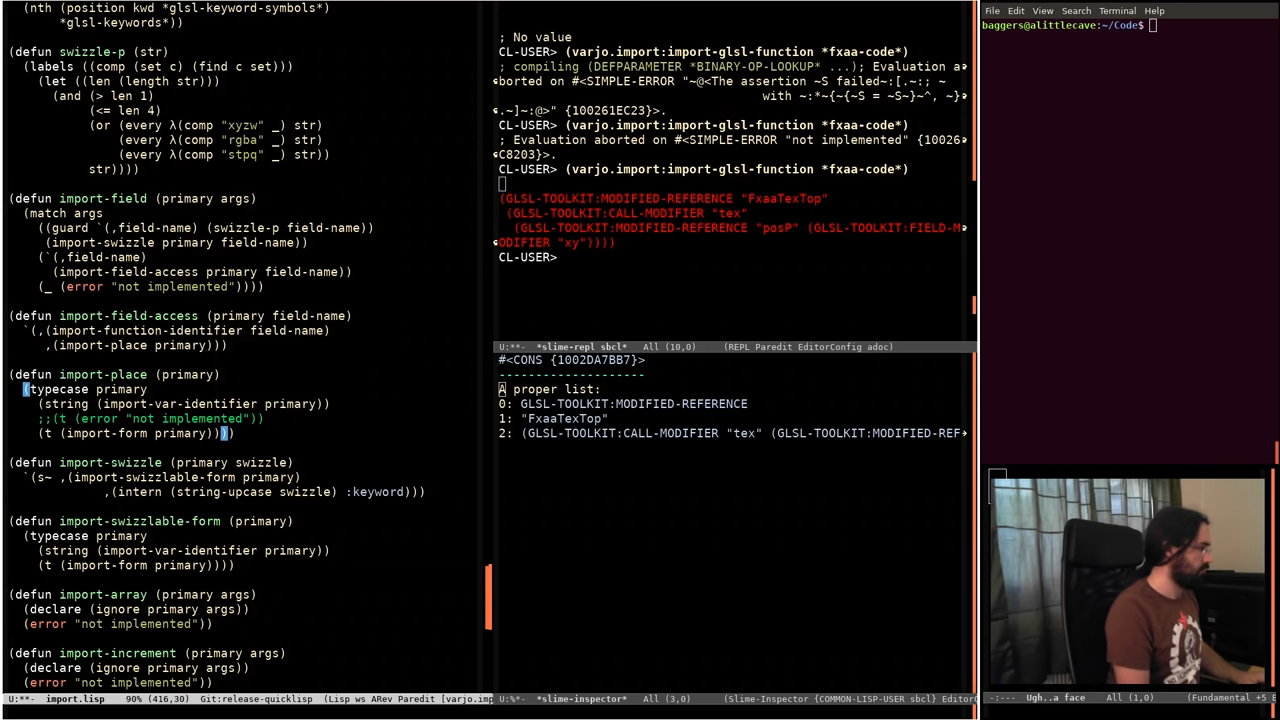 (nth (position kwd *glsl-keyword-symbols*)
*glsl-keywords*))
(defun swizzle-p (str)
(labels ((comp (set c) (find c set)))
(let ((len (length str)))
(and (> len 1)
(<= len 4)
(or (every λ(comp "xyzw" _) str)
(every λ(comp "rgba" _) str)
(every λ(comp "stpq" _) str))
str))))
(defun import-field (primary args)
(match args
((guard `(,field-name) (swizzle-p field-name))
(import-swizzle primary field-name))
(`(,field-name)
(import-field-access primary field-name))
(_ (error "not implemented"))))
(defun import-field-access (primary field-name)
`(,(import-function-identifier field-name)
,(import-place primary)))
(defun import-place (primary)
(typecase primary
(string (import-var-identifier primary))
;;(t (error "not implemented"))
(t (import-form primary))))
(defun import-swizzle (primary swizzle)
`(s~ ,(import-swizzlable-form primary)
,(intern (string-upcase swizzle) :keyword)))
(defun import-swizzlable-form (primary)
(typecase primary
(string (import-var-identifier primary))
(t (import-form primary))))
(defun import-array (primary args)
(declare (ignore primary args))
(error "not implemented"))
(defun import-increment (primary args)
(declare (ignore primary args))
(error "not implemented"))
U:**-  import.lisp   90% (416,30)  Git:release-quicklisp  (Lisp ws ARev Paredit [varjo.imp
; No value
CL-USER> (varjo.import:import-glsl-function *fxaa-code*)
; compiling (DEFPARAMETER *BINARY-OP-LOOKUP* ...); Evaluation a
borted on #<SIMPLE-ERROR "~@<The assertion ~S failed~:[.~:; ~
with ~:*~{~{~S = ~S~}~^, ~}
.~]~:@>" {100261EC23}>.
CL-USER> (varjo.import:import-glsl-function *fxaa-code*)
; Evaluation aborted on #<SIMPLE-ERROR "not implemented" {10026
C8203}>.
CL-USER> (varjo.import:import-glsl-function *fxaa-code*)
(GLSL-TOOLKIT:MODIFIED-REFERENCE "FxaaTexTop"
(GLSL-TOOLKIT:CALL-MODIFIER "tex"
(GLSL-TOOLKIT:MODIFIED-REFERENCE "posP" (GLSL-TOOLKIT:FIELD-M
ODIFIER "xy"))))
CL-USER>
U:**-  *slime-repl sbcl*   All (10,0)     (REPL Paredit EditorConfig adoc)
#<CONS {1002DA7BB7}>
--------------------
A proper list:
0: GLSL-TOOLKIT:MODIFIED-REFERENCE
1: "FxaaTexTop"
2: (GLSL-TOOLKIT:CALL-MODIFIER "tex" (GLSL-TOOLKIT:MODIFIED-REF
U:%*-  *slime-inspector*   All (3,0)      (Slime-Inspector {COMMON-LISP-USER sbcl} Editor
File Edit View Search Terminal Help
baggers@alittlecave:~/Code$
-:---  Ugh..a face    All (1,0)      (Fundamental +5 E